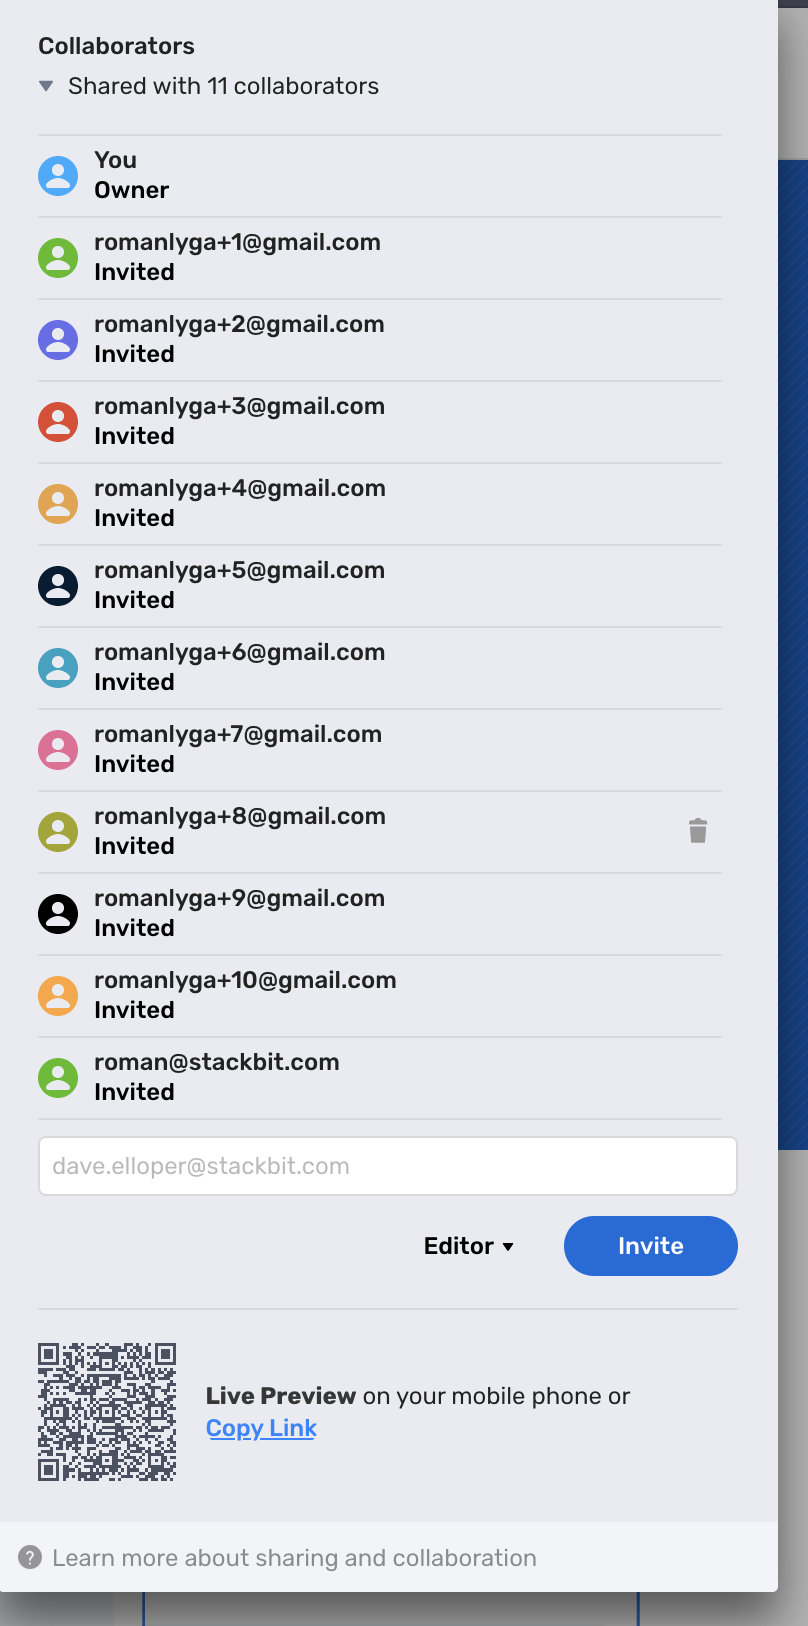 Collaborators
Shared with 11 collaborators
You
Owner
romanlyga+1@gmail.com
Invited
romanlyga+2@gmail.com
Invited
romanlyga+3@gmail.com
Invited
romanlyga+4@gmail.com
Invited
romanlyga+5@gmail.com
Invited
romanlyga+6@gmail.com
Invited
romanlyga+7@gmail.com
Invited
romanlyga+8@gmail.com
Invited
romanlyga+9@gmail.com
Invited
romanlyga+10@gmail.com
Invited
roman@stackbit.com
Invited
dave.elloper@stackbit.com
Editor
Invite
Live Preview on your mobile phone or
Copy Link
? Learn more about sharing and collaboration